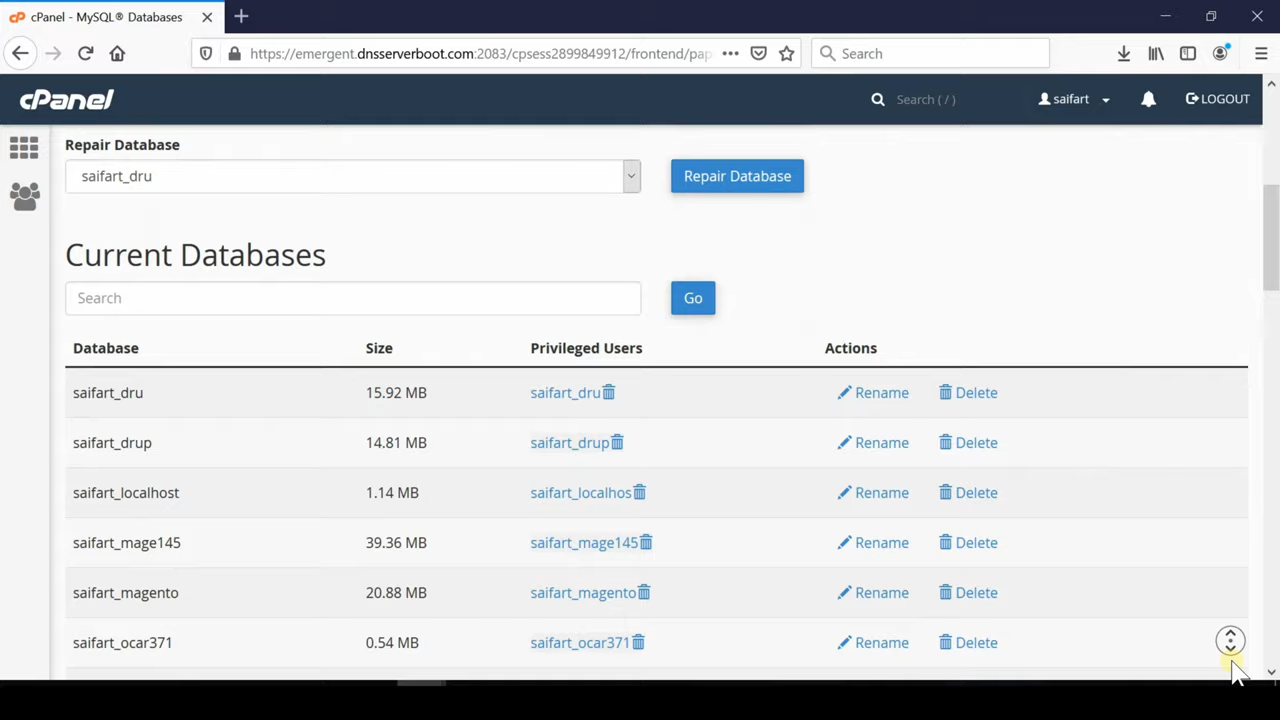 cPanel - MySQL® Databases
https://emergent.dnsserverboot.com:2083/cpsess2899849912/frontend/pap
Search
cPanel
Search ( / )
saifart
LOGOUT
Repair Database
saifart_dru
Repair Database
Current Databases
Search
Go
Database Size Privileged Users Actions
saifart_dru 15.92 MB saifart_dru Rename Delete
saifart_drup 14.81 MB saifart_drup Rename Delete
saifart_localhost 1.14 MB saifart_localhos Rename Delete
saifart_mage145 39.36 MB saifart_mage145 Rename Delete
saifart_magento 20.88 MB saifart_magento Rename Delete
saifart_ocar371 0.54 MB saifart_ocar371 Rename Delete